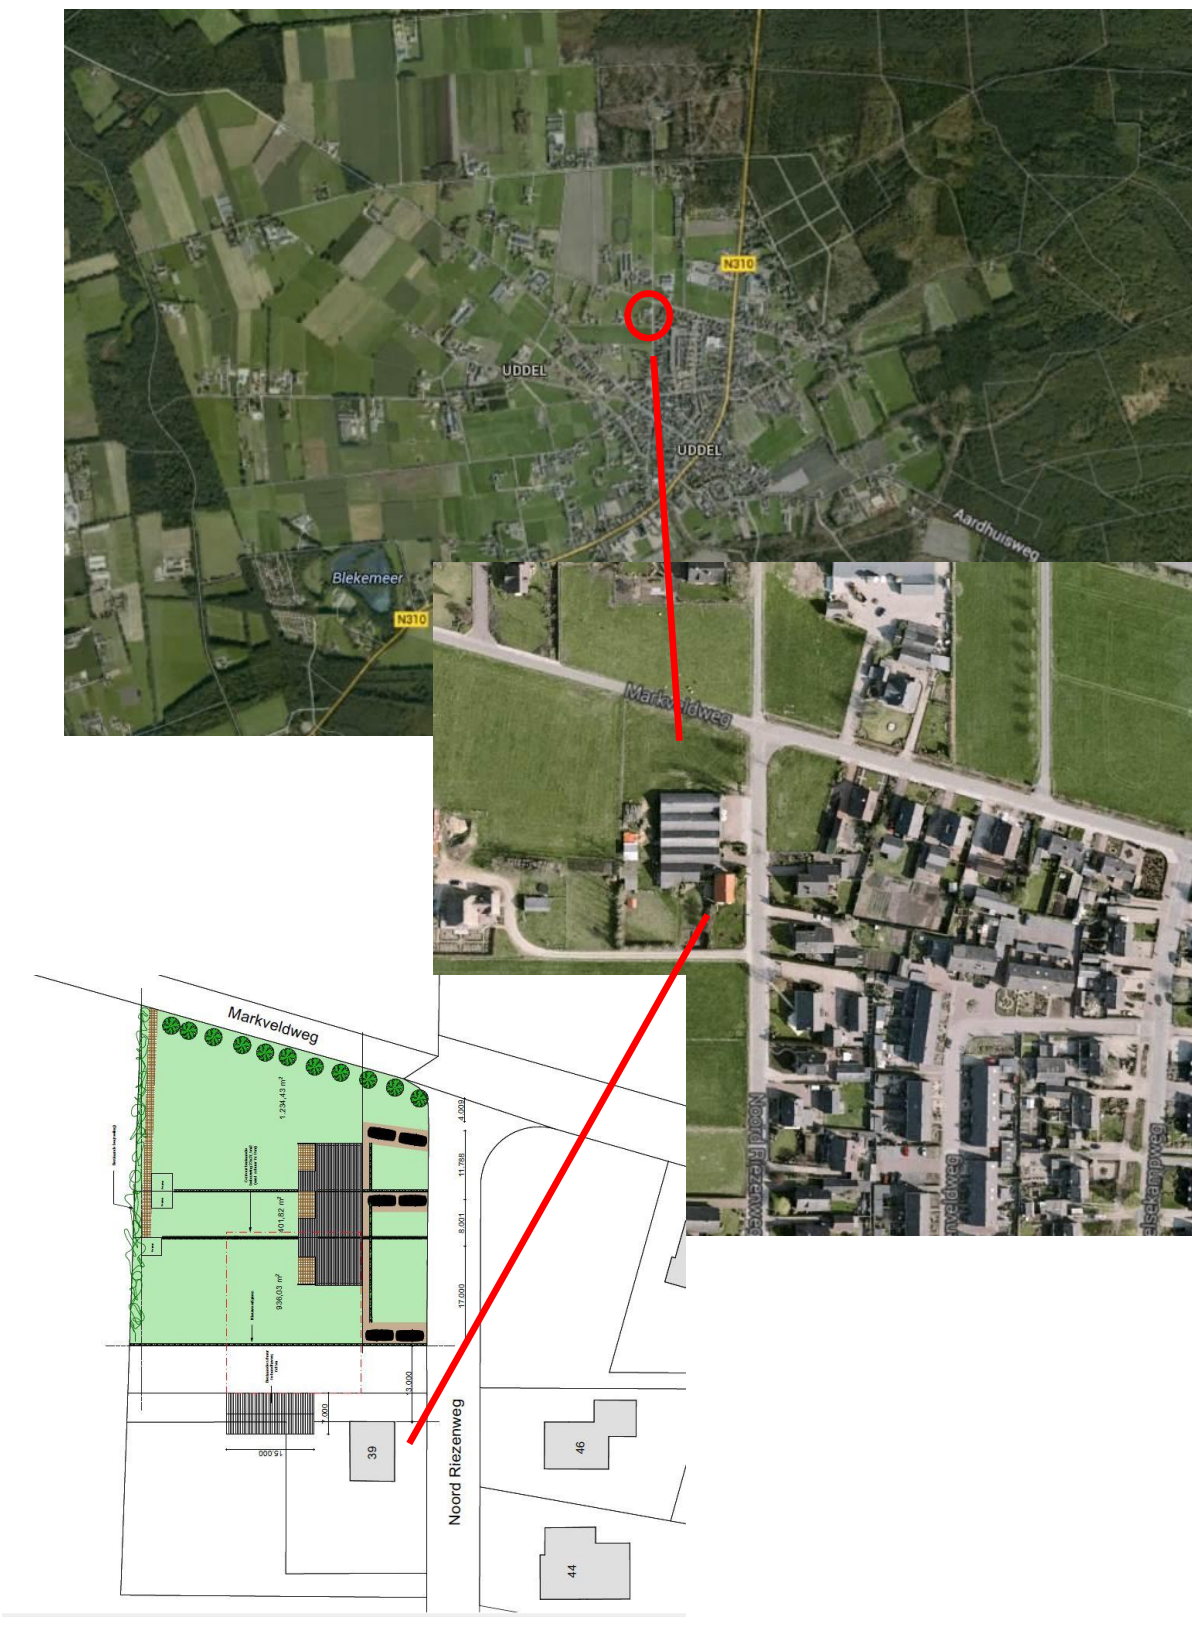 N310
UDDEL
UDDEL
Aardhuisweg
Blekemeer
N310
Markveldweg
Noord Riezenweg
Markveldweg
1.234,43 m²
4.009
11.788
401,82 m²
8.001
936,03 m²
17.000
13.000
7.000
15.000
39
46
Noord Riezenweg
44